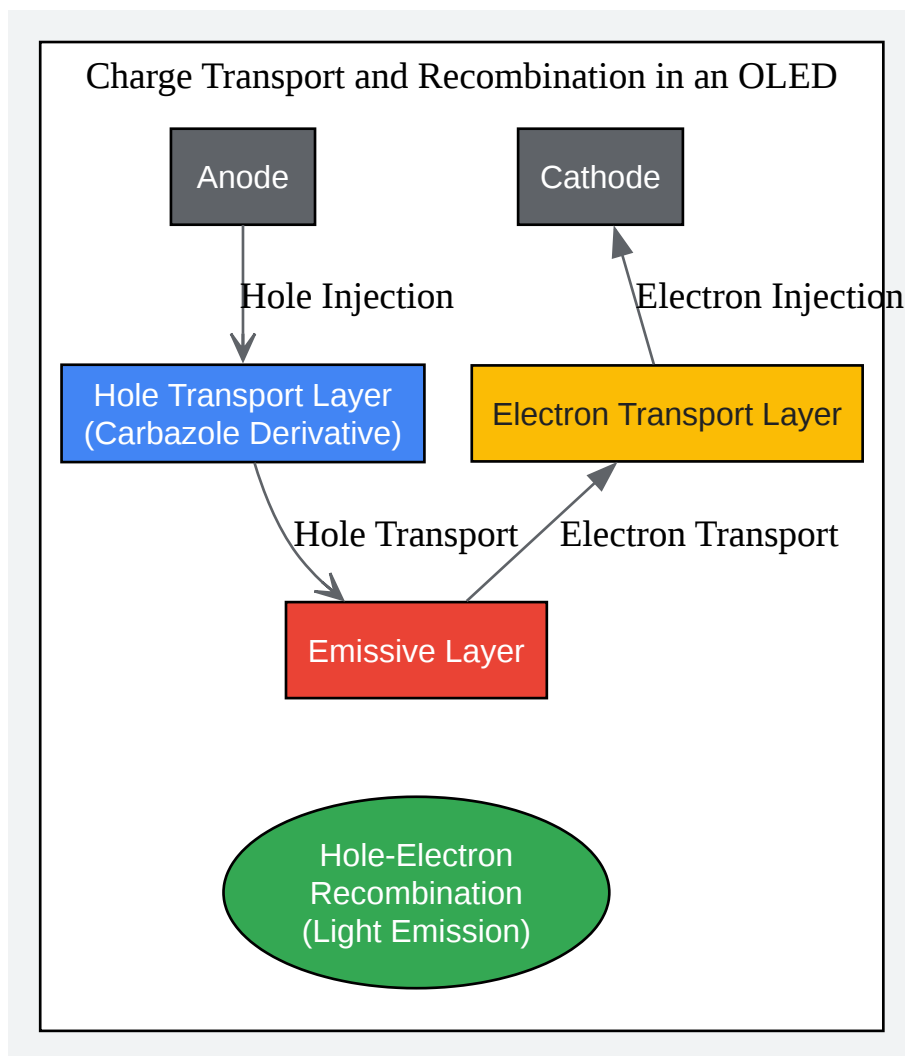 Charge Transport and Recombination in an OLED
Anode
Cathode
Hole Injection
Electron Injection
Hole Transport Layer
(Carbazole Derivative)
Electron Transport Layer
Hole Transport
Electron Transport
Emissive Layer
Hole-Electron
Recombination
(Light Emission)